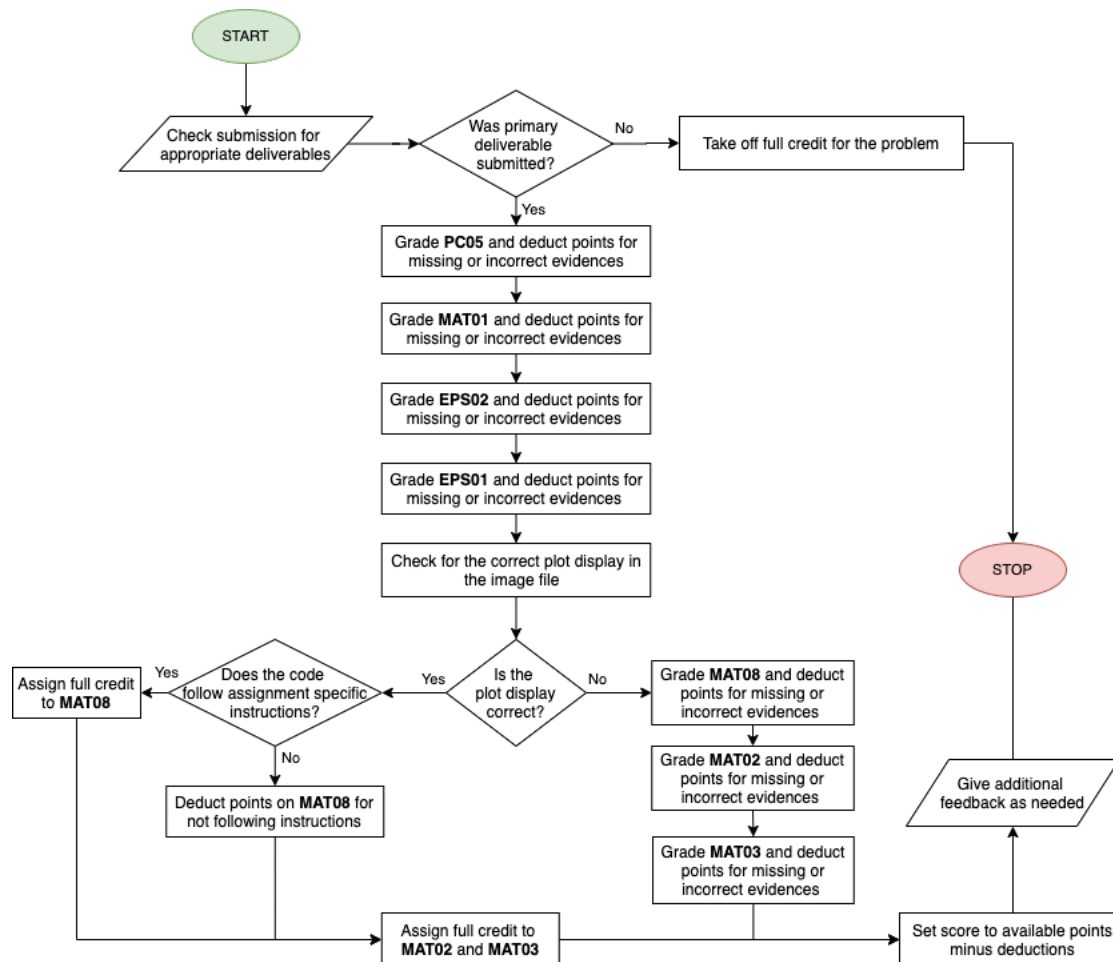 START
Check submission for
appropriate deliverables
Was primary
deliverable
submitted?
No
Take off full credit for the problem
Yes
Grade PC05 and deduct points for
missing or incorrect evidences
Grade MAT01 and deduct points for
missing or incorrect evidences
Grade EPS02 and deduct points for
missing or incorrect evidences
Grade EPS01 and deduct points for
missing or incorrect evidences
Check for the correct plot display in
the image file
STOP
Is the
plot display
correct?
Yes
No
Does the code
follow assignment specific
instructions?
Yes
Assign full credit
to MAT08
No
Deduct points on MAT08 for
not following instructions
Grade MAT08 and deduct
points for missing or
incorrect evidences
Grade MAT02 and deduct
points for missing or
incorrect evidences
Grade MAT03 and deduct
points for missing or
incorrect evidences
Assign full credit to
MAT02 and MAT03
Set score to available points
minus deductions
Give additional
feedback as needed